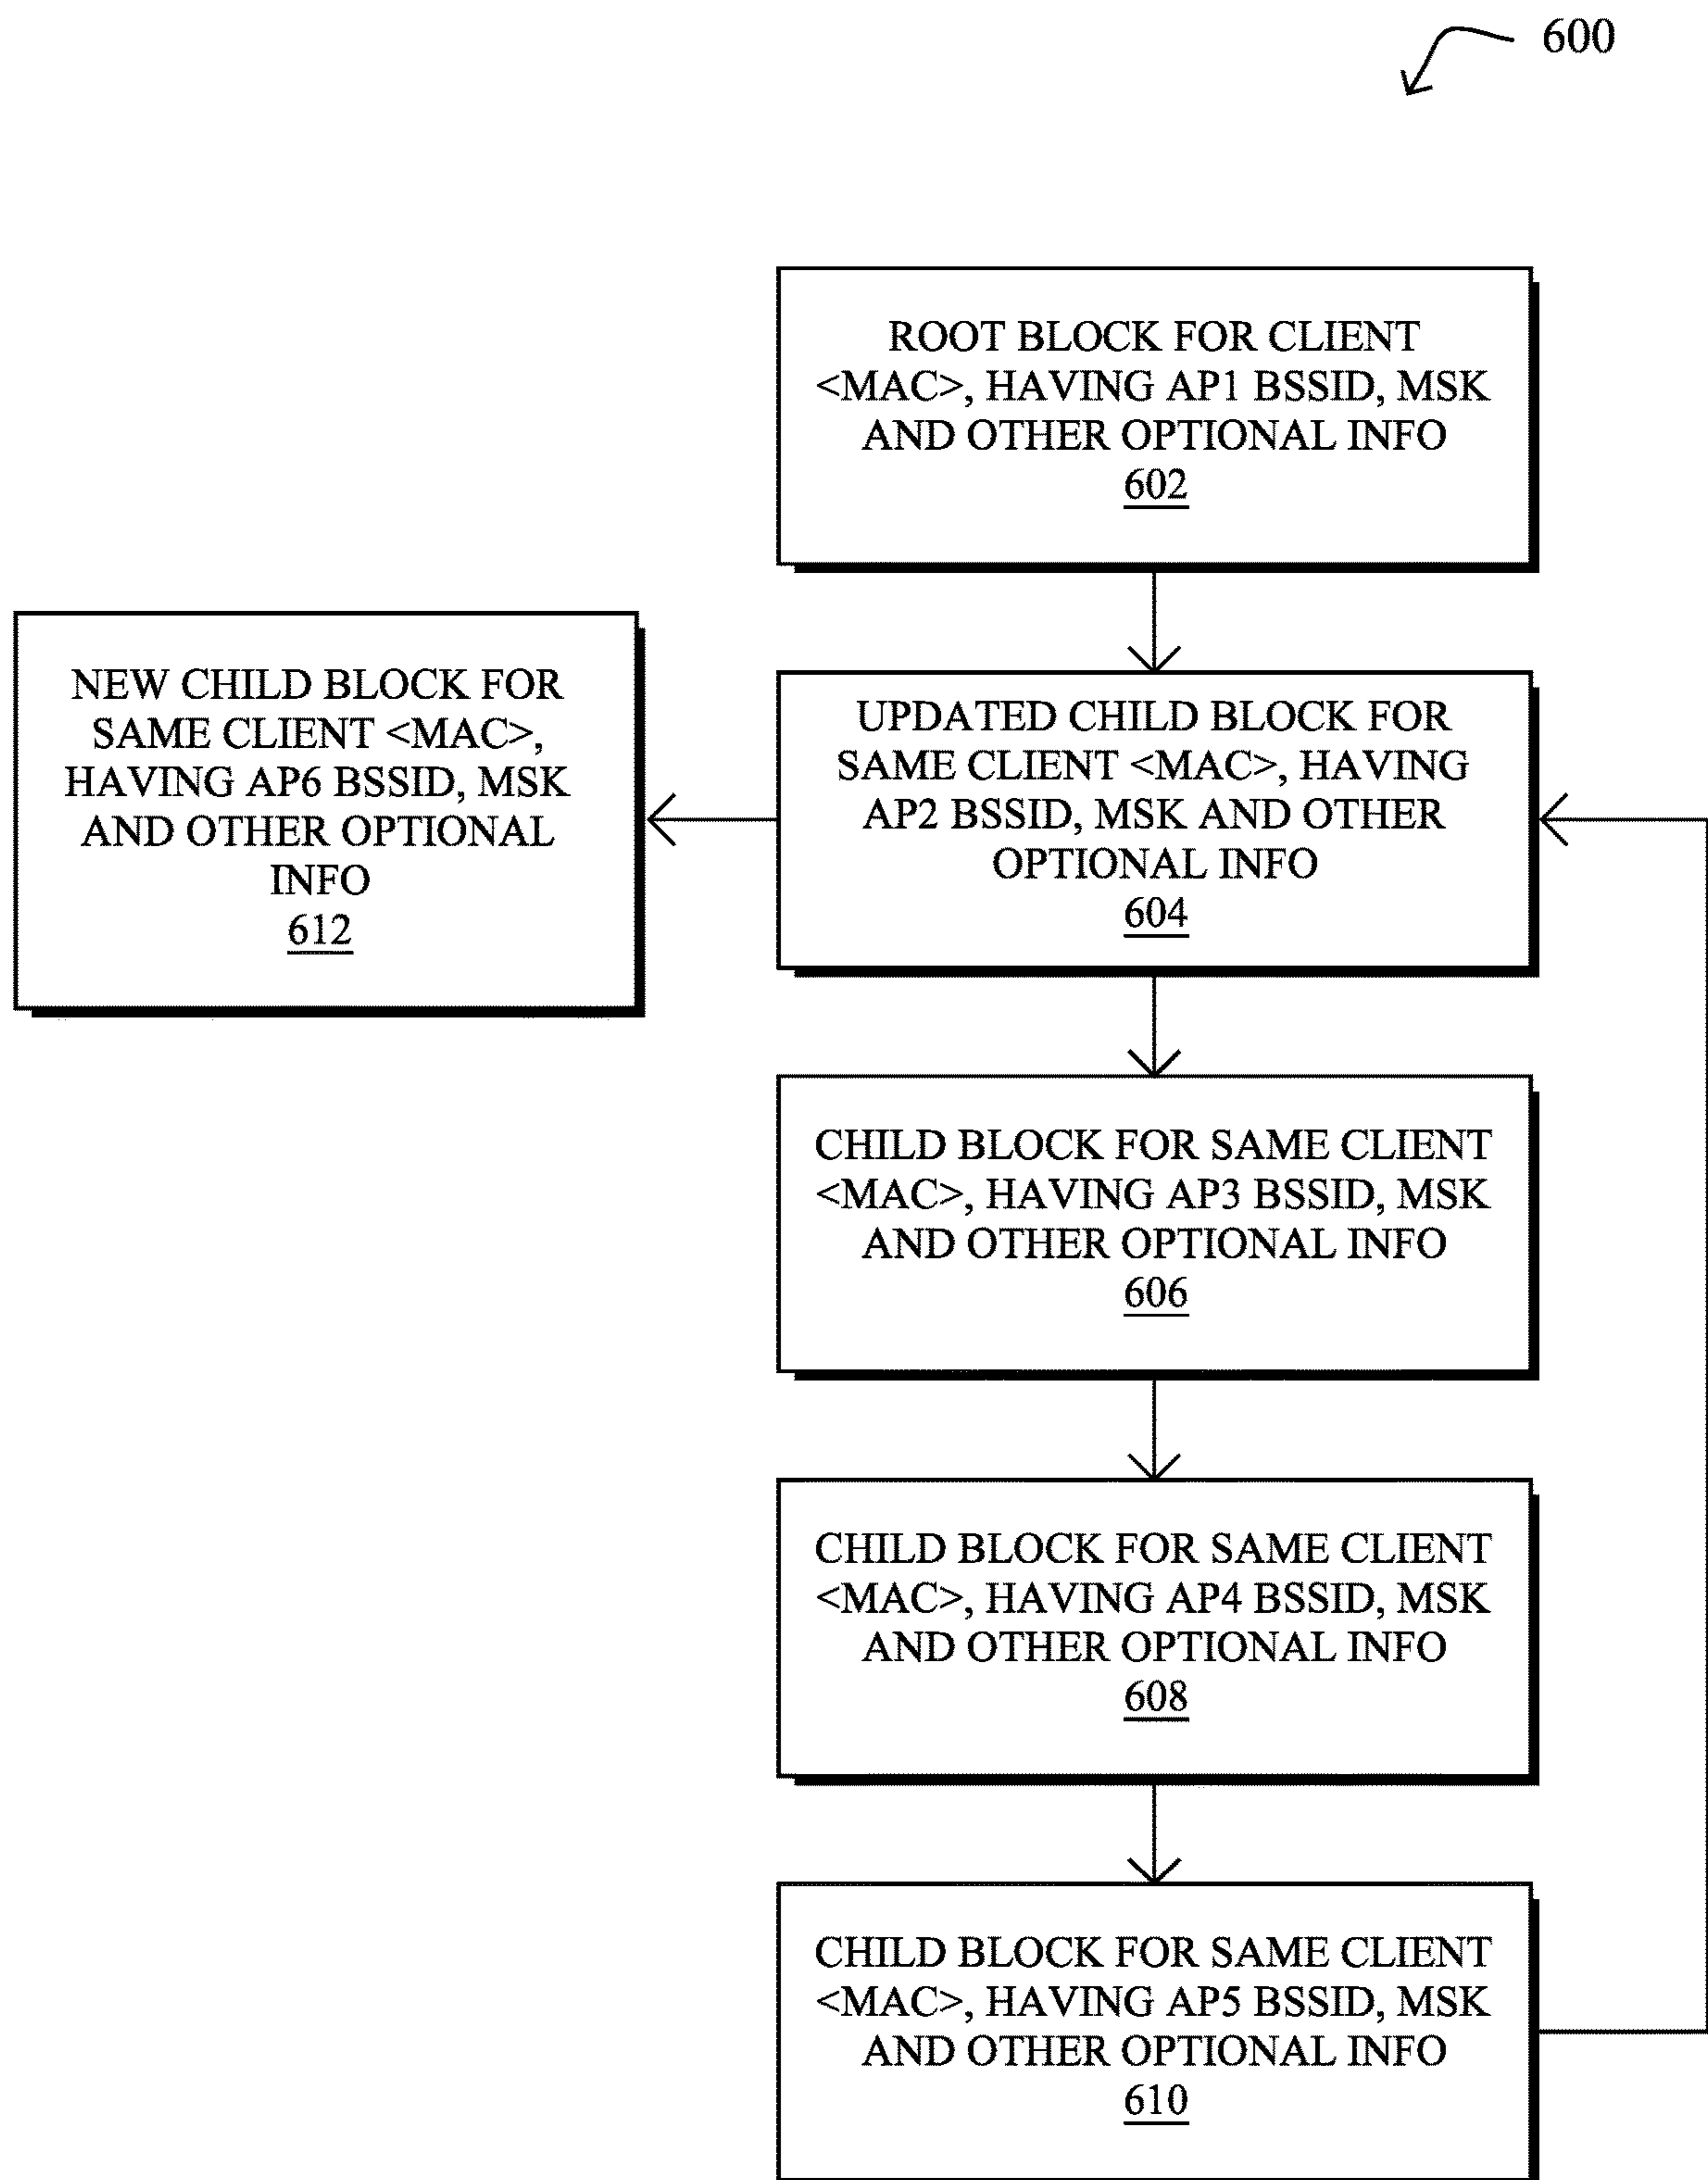 600
ROOT BLOCK FOR CLIENT
<MAC>, HAVING AP1 BSSID, MSK
AND OTHER OPTIONAL INFO
602
NEW CHILD BLOCK FOR
SAME CLIENT <MAC>,
HAVING AP6 BSSID, MSK
AND OTHER OPTIONAL
INFO
612
UPDATED CHILD BLOCK FOR
SAME CLIENT <MAC>, HAVING
AP2 BSSID, MSK AND OTHER
OPTIONAL INFO
604
CHILD BLOCK FOR SAME CLIENT
<MAC>, HAVING AP3 BSSID, MSK
AND OTHER OPTIONAL INFO
606
CHILD BLOCK FOR SAME CLIENT
<MAC>, HAVING AP4 BSSID, MSK
AND OTHER OPTIONAL INFO
608
CHILD BLOCK FOR SAME CLIENT
<MAC>, HAVING AP5 BSSID, MSK
AND OTHER OPTIONAL INFO
610